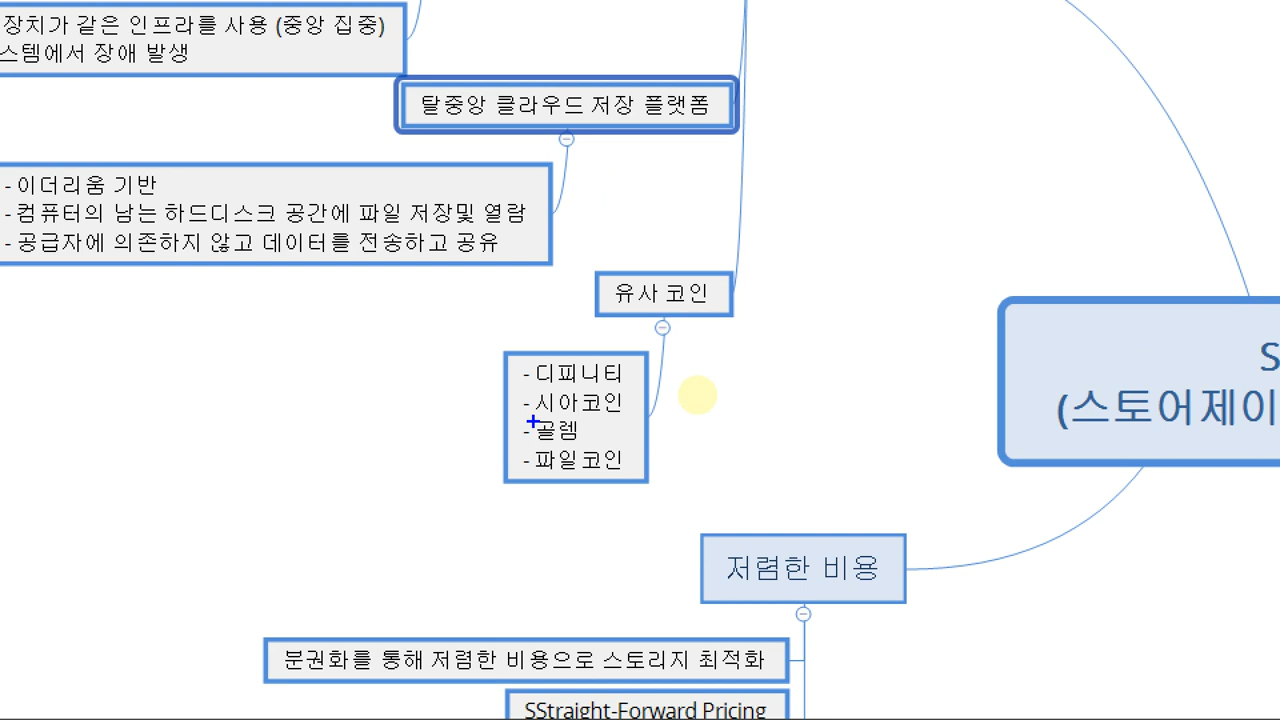 장치가 같은 인프라를 사용 (중앙 집중)
스템에서 장애 발생
탈중앙 클라우드 저장 플랫폼
- 이더리움 기반
- 컴퓨터의 남는 하드디스크 공간에 파일 저장및 열람
- 공급자에 의존하지 않고 데이터를 전송하고 공유
유사 코인
- 디피니티
- 시아코인
- 골렘
- 파일코인
S
(스토어제이
저렴한 비용
분권화를 통해 저렴한 비용으로 스토리지 최적화
SStraight-Forward Pricing